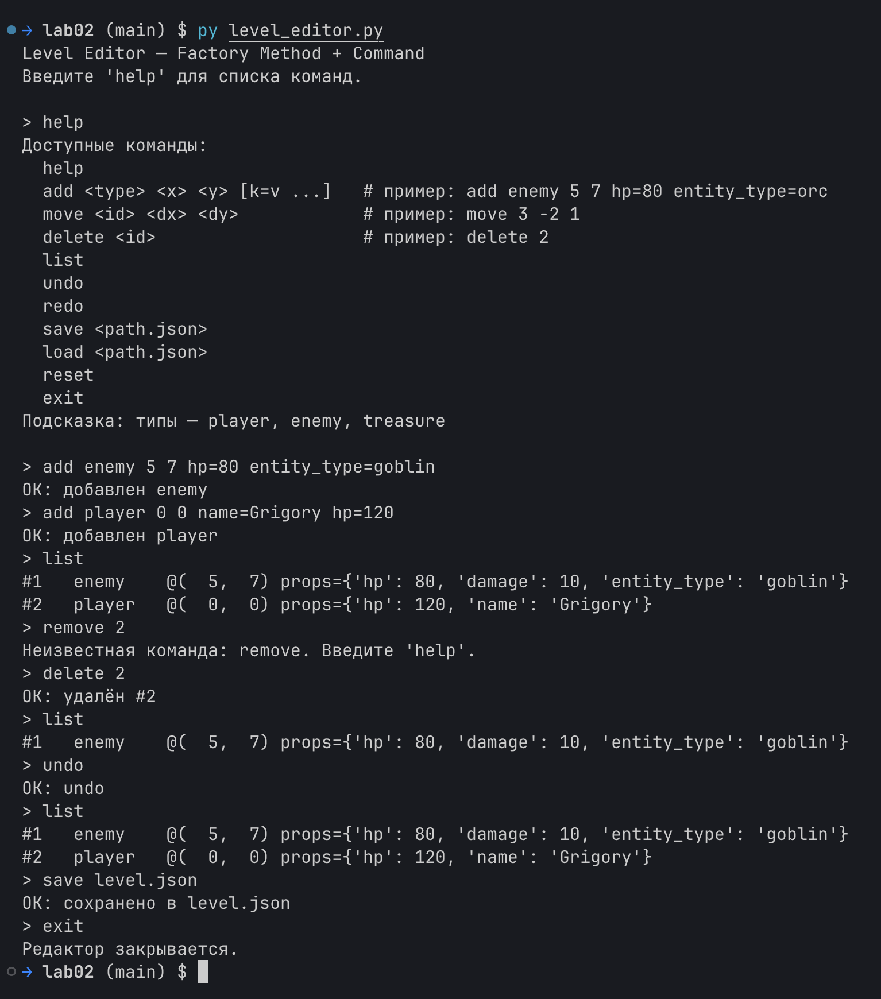 → lab02 (main) $ py level_editor.py
Level Editor — Factory Method + Command
Введите 'help' для списка команд.
> help
Доступные команды:
  help
  add <type> <x> <y> [k=v ...]   # пример: add enemy 5 7 hp=80 entity_type=orc
  move <id> <dx> <dy>            # пример: move 3 -2 1
  delete <id>                    # пример: delete 2
  list
  undo
  redo
  save <path.json>
  load <path.json>
  reset
  exit
Подсказка: типы — player, enemy, treasure
> add enemy 5 7 hp=80 entity_type=goblin
OK: добавлен enemy
> add player 0 0 name=Grigory hp=120
OK: добавлен player
> list
#1   enemy    @(  5,  7) props={'hp': 80, 'damage': 10, 'entity_type': 'goblin'}
#2   player   @(  0,  0) props={'hp': 120, 'name': 'Grigory'}
> remove 2
Неизвестная команда: remove. Введите 'help'.
> delete 2
OK: удалён #2
> list
#1   enemy    @(  5,  7) props={'hp': 80, 'damage': 10, 'entity_type': 'goblin'}
> undo
OK: undo
> list
#1   enemy    @(  5,  7) props={'hp': 80, 'damage': 10, 'entity_type': 'goblin'}
#2   player   @(  0,  0) props={'hp': 120, 'name': 'Grigory'}
> save level.json
OK: сохранено в level.json
> exit
Редактор закрывается.
→ lab02 (main) $